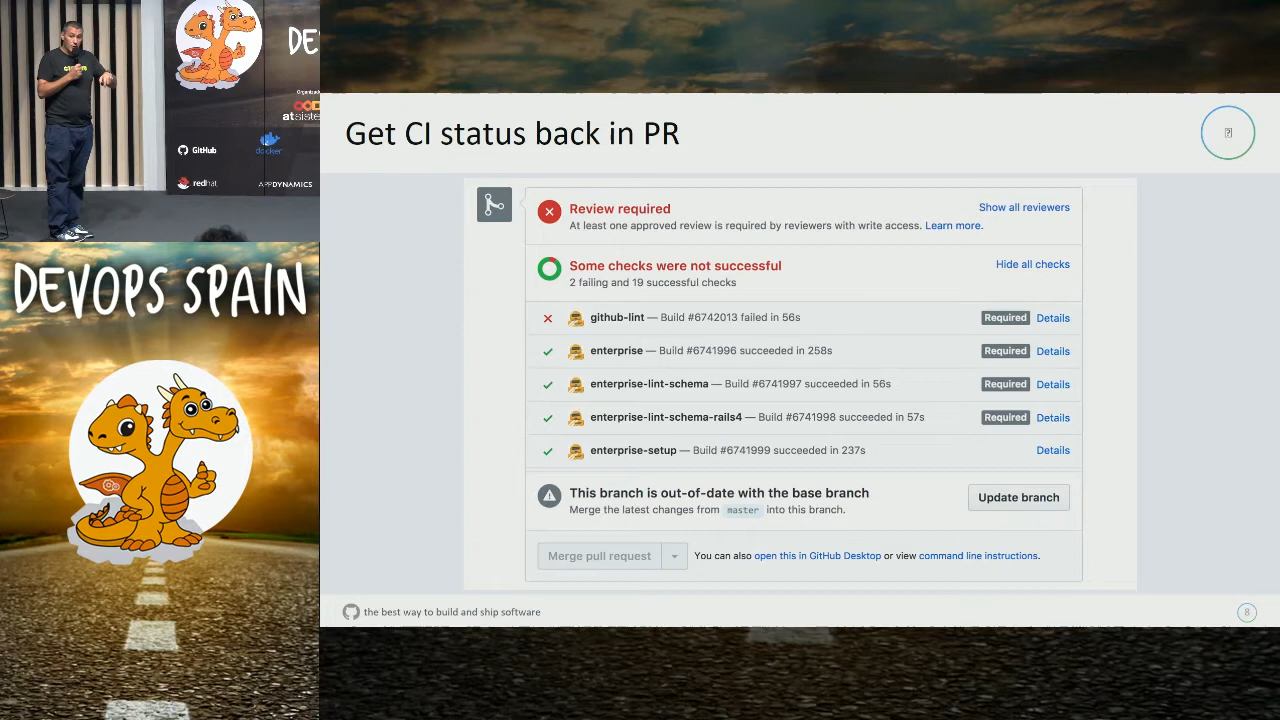 DE
Organizado
atsiste
GitHub
docker
redhat
APPDYNAMICS
DEVOPS SPAIN
Get CI status back in PR
Review required
Show all reviewers
At least one approved review is required by reviewers with write access. Learn more.
Some checks were not successful
Hide all checks
2 failing and 19 successful checks
github-lint — Build #6742013 failed in 56s Required Details
enterprise — Build #6741996 succeeded in 258s Required Details
enterprise-lint-schema — Build #6741997 succeeded in 56s Required Details
enterprise-lint-schema-rails4 — Build #6741998 succeeded in 57s Required Details
enterprise-setup — Build #6741999 succeeded in 237s Details
This branch is out-of-date with the base branch
Update branch
Merge the latest changes from master into this branch.
Merge pull request
You can also open this in GitHub Desktop or view command line instructions.
the best way to build and ship software
8